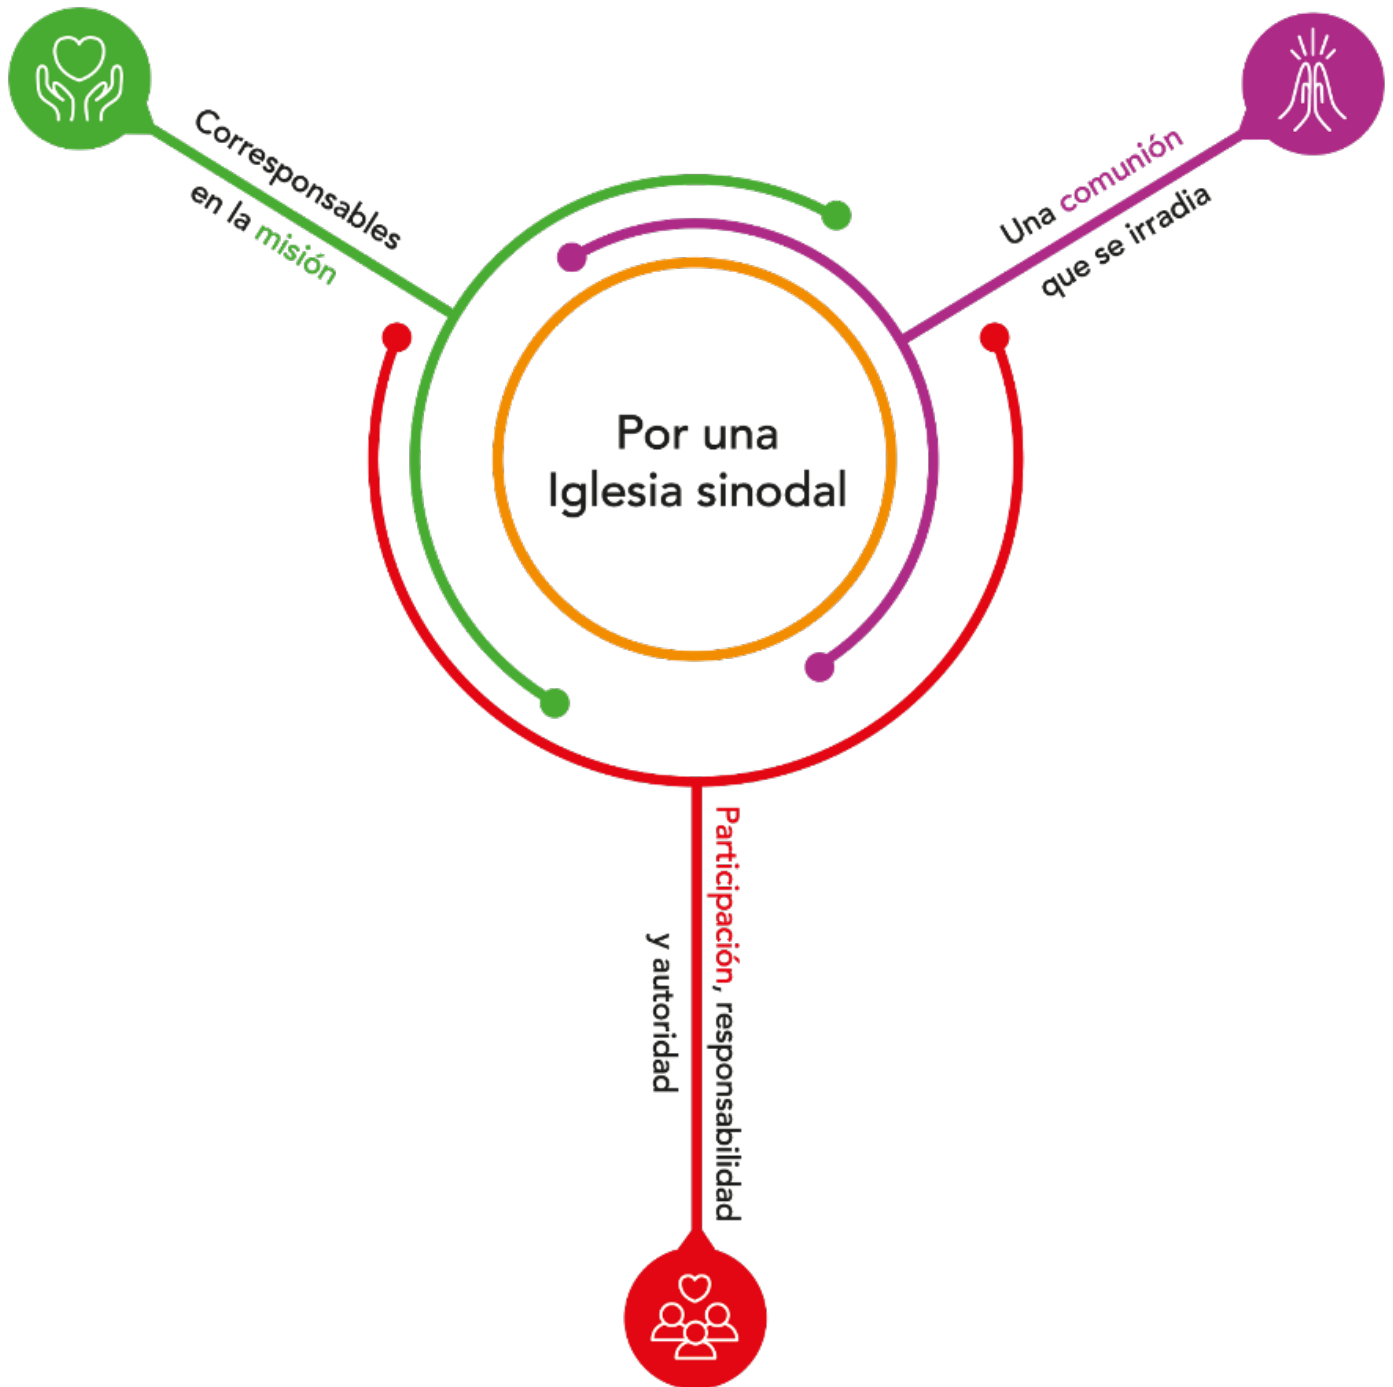 Corresponsables
en la misión
Una comunión
que se irradia
Por una
Iglesia sinodal
Participación, responsabilidad
y autoridad